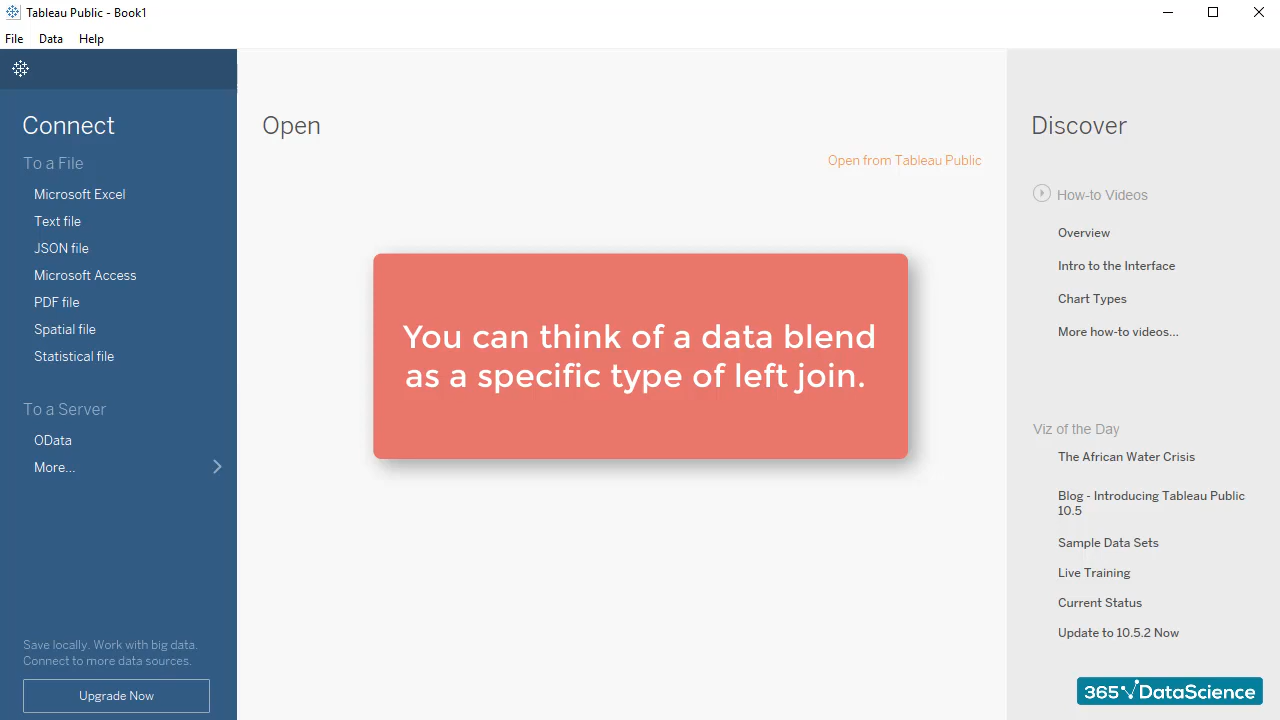 Tableau Public - Book1
File Data Help
Connect
To a File
Microsoft Excel
Text file
JSON file
Microsoft Access
PDF file
Spatial file
Statistical file
To a Server
OData
More...
Save locally. Work with big data.
Connect to more data sources.
Upgrade Now
Open
Open from Tableau Public
You can think of a data blend
as a specific type of left join.
Discover
How-to Videos
Overview
Intro to the Interface
Chart Types
More how-to videos...
Viz of the Day
The African Water Crisis
Blog - Introducing Tableau Public
10.5
Sample Data Sets
Live Training
Current Status
Update to 10.5.2 Now
365 DataScience